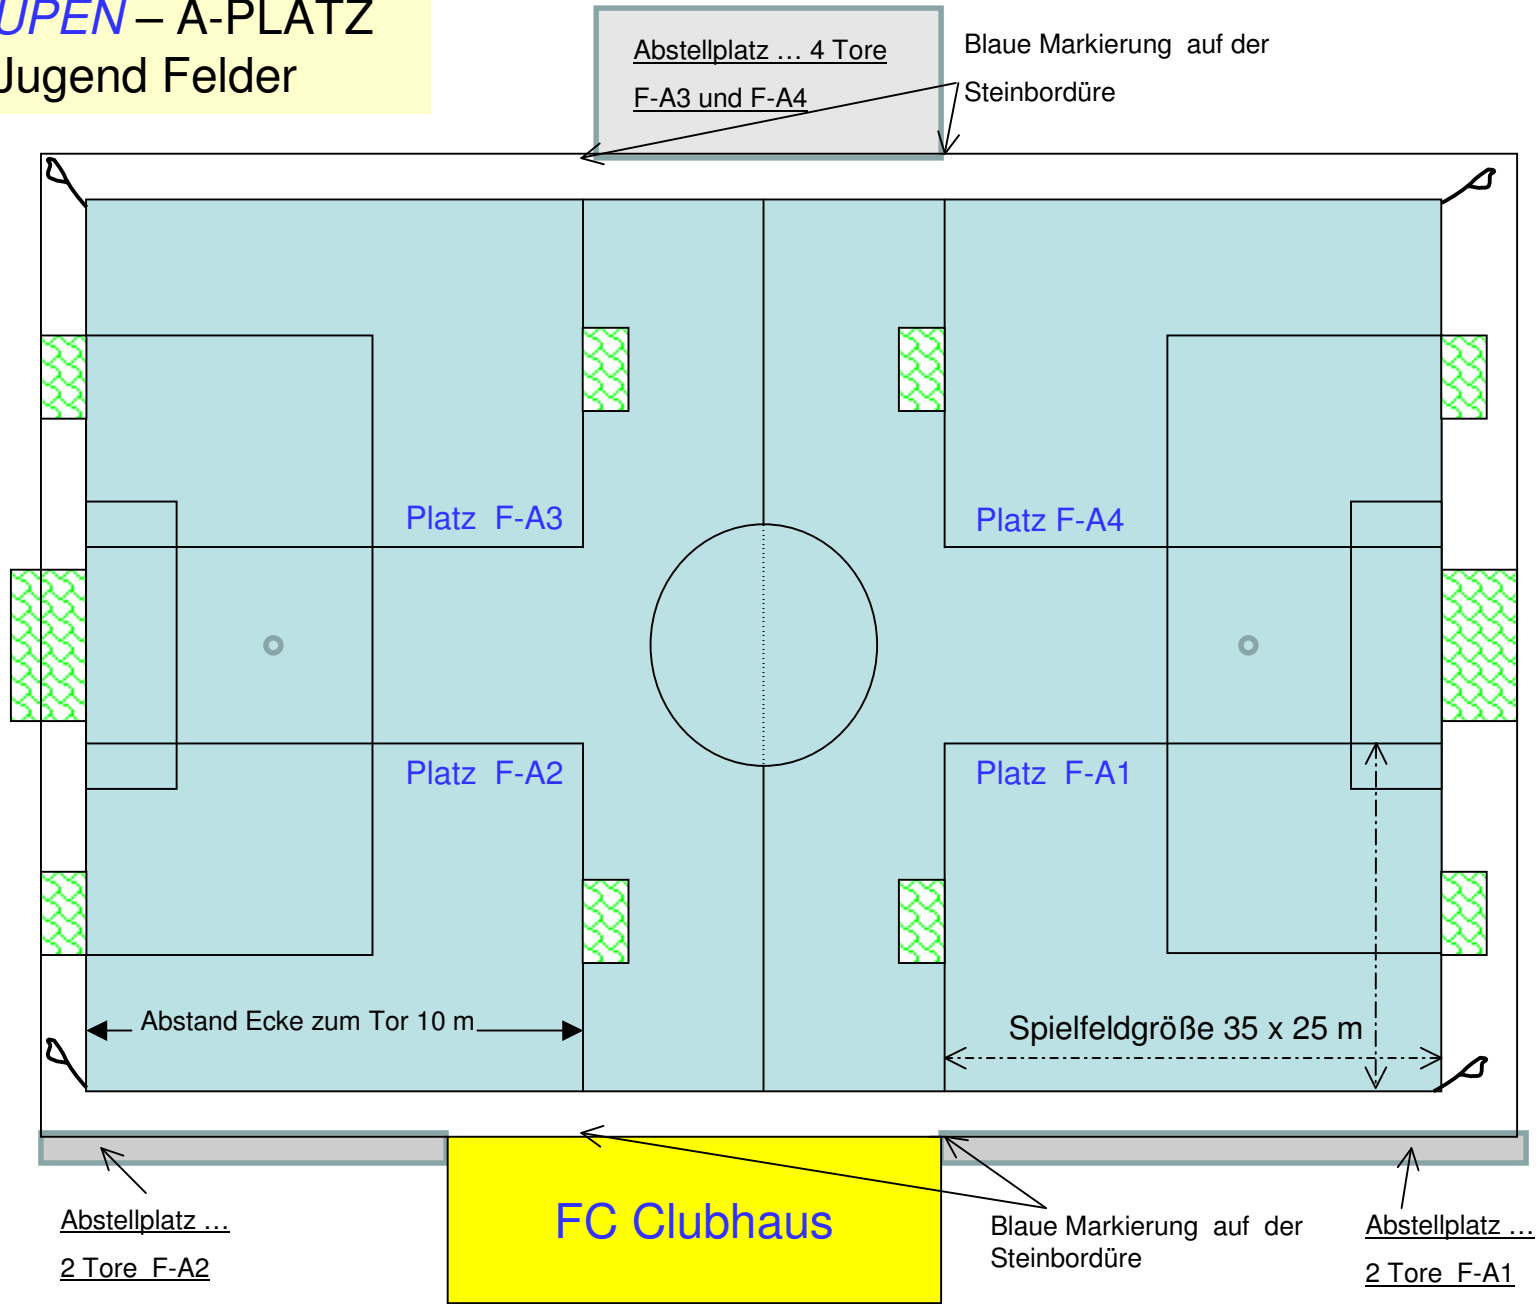 UPEN – A-PLATZ
Jugend Felder
Abstellplatz … 4 Tore
F-A3 und F-A4
Blaue Markierung auf der
Steinbordüre
Platz F-A3
Platz F-A4
Platz F-A2
Platz F-A1
Abstand Ecke zum Tor 10 m
Spielfeldgröße 35 x 25 m
Abstellplatz …
2 Tore F-A2
FC Clubhaus
Blaue Markierung auf der
Steinbordüre
Abstellplatz …
2 Tore F-A1